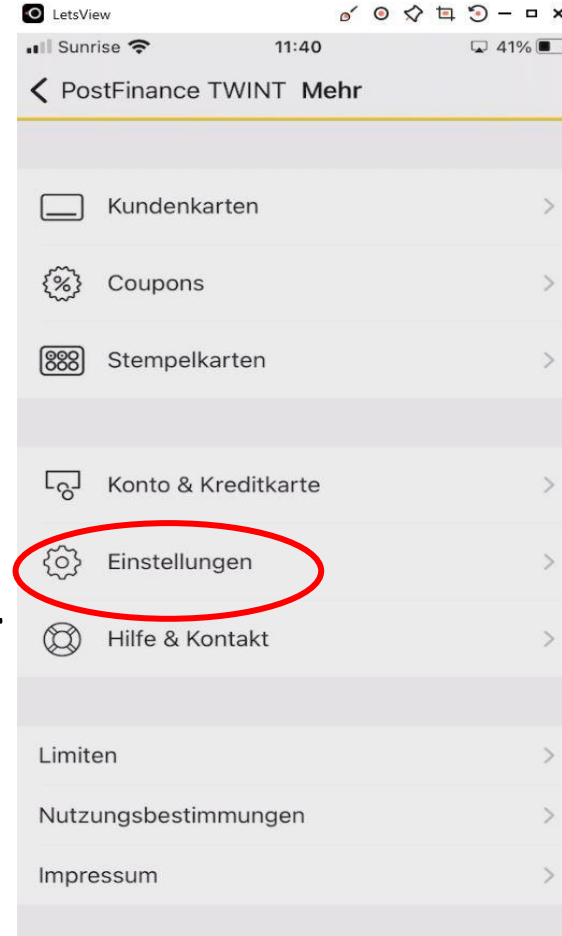 LetsView
Sunrise 11:40 41%
PostFinance TWINT Mehr
Kundenkarten
% Coupons
Stempelkarten
Konto & Kreditkarte
Einstellungen
Hilfe & Kontakt
Limiten
Nutzungsbestimmungen
Impressum